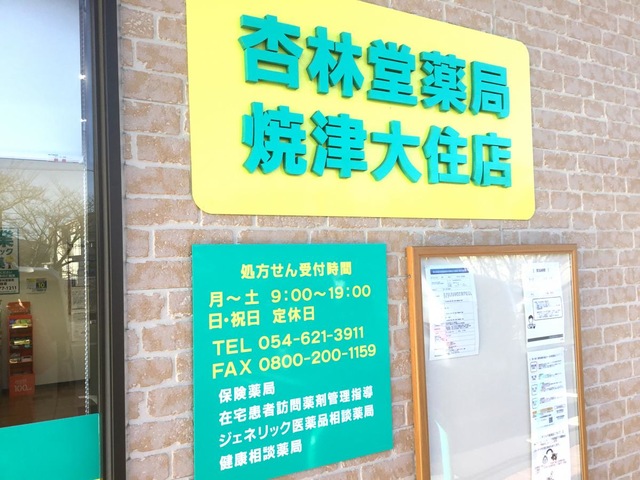 杏林堂薬局
焼津大住店
処方せん受付時間
月～土 9:00～19:00
日・祝日 定休日
TEL 054-621-3911
FAX 0800-200-1159
保険薬局
在宅患者訪問薬剤管理指導
ジェネリック医薬品相談薬局
健康相談薬局